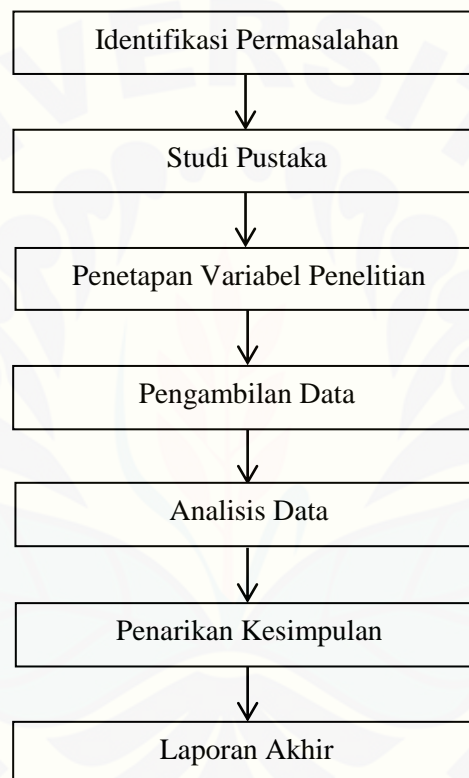 Identifikasi Permasalahan
Studi Pustaka
Penetapan Variabel Penelitian
Pengambilan Data
Analisis Data
Penarikan Kesimpulan
Laporan Akhir